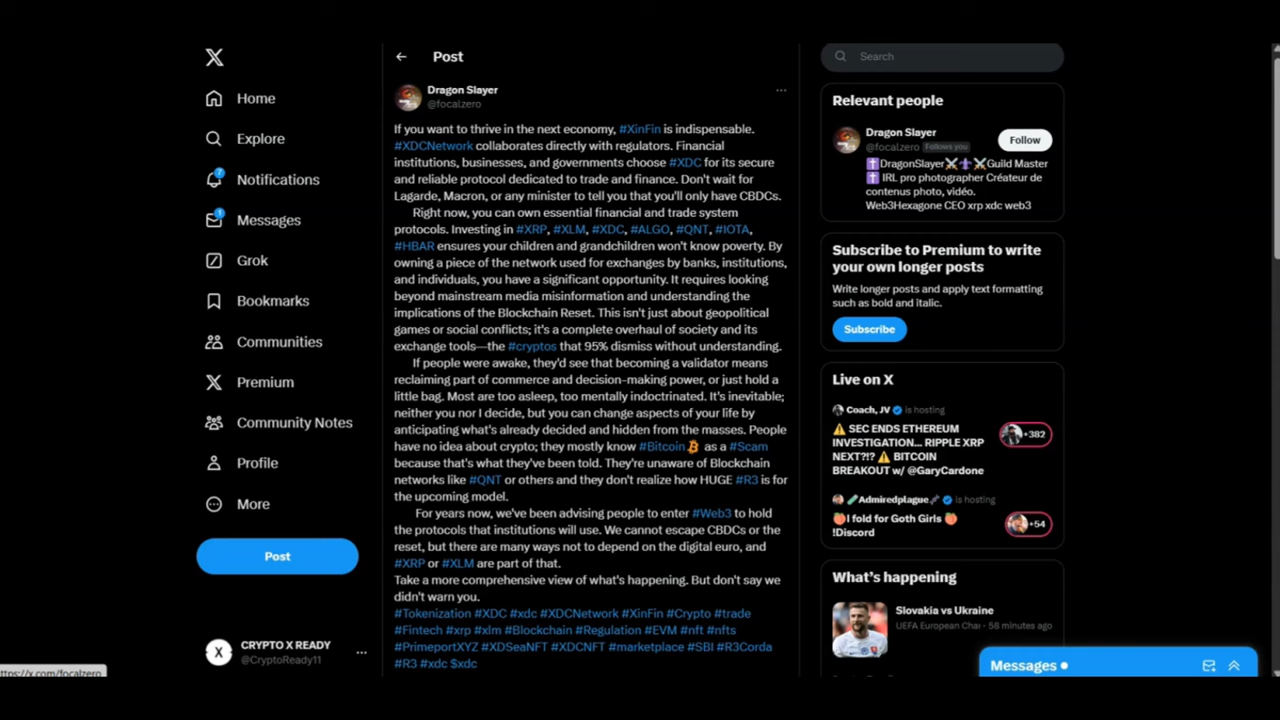 Home
Explore
Notifications
7
Messages
1
Grok
Bookmarks
Communities
Premium
Community Notes
Profile
More
Post
CRYPTO X READY
@CryptoReady11
ttps://x.com/focalzero
Post
Dragon Slayer
@focalzero
If you want to thrive in the next economy, #XinFin is indispensable.
#XDCNetwork collaborates directly with regulators. Financial
institutions, businesses, and governments choose #XDC for its secure
and reliable protocol dedicated to trade and finance. Don't wait for
Lagarde, Macron, or any minister to tell you that you'll only have CBDCs.
Right now, you can own essential financial and trade system
protocols. Investing in #XRP, #XLM, #XDC, #ALGO, #QNT, #IOTA,
#HBAR ensures your children and grandchildren won't know poverty. By
owning a piece of the network used for exchanges by banks, institutions,
and individuals, you have a significant opportunity. It requires looking
beyond mainstream media misinformation and understanding the
implications of the Blockchain Reset. This isn't just about geopolitical
games or social conflicts; it's a complete overhaul of society and its
exchange tools—the #cryptos that 95% dismiss without understanding.
If people were awake, they'd see that becoming a validator means
reclaiming part of commerce and decision-making power, or just hold a
little bag. Most are too asleep, too mentally indoctrinated. It's inevitable;
neither you nor I decide, but you can change aspects of your life by
anticipating what's already decided and hidden from the masses. People
have no idea about crypto; they mostly know #Bitcoin as a #Scam
because that's what they've been told. They're unaware of Blockchain
networks like #QNT or others and they don't realize how HUGE #R3 is for
the upcoming model.
For years now, we've been advising people to enter #Web3 to hold
the protocols that institutions will use. We cannot escape CBDCs or the
reset, but there are many ways not to depend on the digital euro, and
#XRP or #XLM are part of that.
Take a more comprehensive view of what's happening. But don't say we
didn't warn you.
#Tokenization #XDC #xdc #XDCNetwork #XinFin #Crypto #trade
#Fintech #xrp #xlm #Blockchain #Regulation #EVM #nft #nfts
#PrimeportXYZ #XDSeaNFT #XDCNFT #marketplace #SBI #R3Corda
#R3 #xdc $xdc
Search
Relevant people
Dragon Slayer
@focalzero Follows you
Follow
DragonSlayer Guild Master
IRL pro photographer Créateur de
contenus photo, vidéo.
Web3Hexagone CEO xrp xdc web3
Subscribe to Premium to write
your own longer posts
Write longer posts and apply text formatting
such as bold and italic.
Subscribe
Live on X
Coach, JV is hosting
SEC ENDS ETHEREUM
INVESTIGATION... RIPPLE XRP
NEXT?!? BITCOIN
BREAKOUT w/ @GaryCardone
+382
Admiredplague is hosting
I fold for Goth Girls
!Discord
+54
What's happening
Slovakia vs Ukraine
UEFA European Cha · 58 minutes ago
Messages